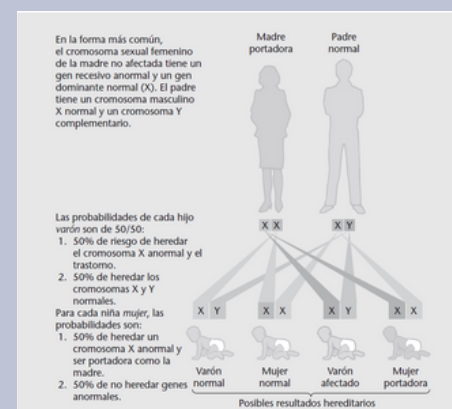 En la forma más común,
el cromosoma sexual femenino
de la madre no afectada tiene un
gen recesivo anormal y un gen
dominante normal (X). El padre
tiene un cromosoma masculino
X normal y un cromosoma Y
complementario.
Madre
portadora
Padre
normal
X X
X Y
Las probabilidades de cada hijo
varón son de 50/50:
1. 50% de riesgo de heredar
el cromosoma X anormal y el
trastorno.
2. 50% de heredar los
cromosomas X y Y
normales.
Para cada niña mujer, las
probabilidades son:
1. 50% de heredar un
cromosoma X anormal y
ser portadora como la
madre.
2. 50% de no heredar genes
anormales.
X Y
X X
X Y
X X
Varón
normal
Mujer
normal
Varón
afectado
Mujer
portadora
Posibles resultados hereditarios